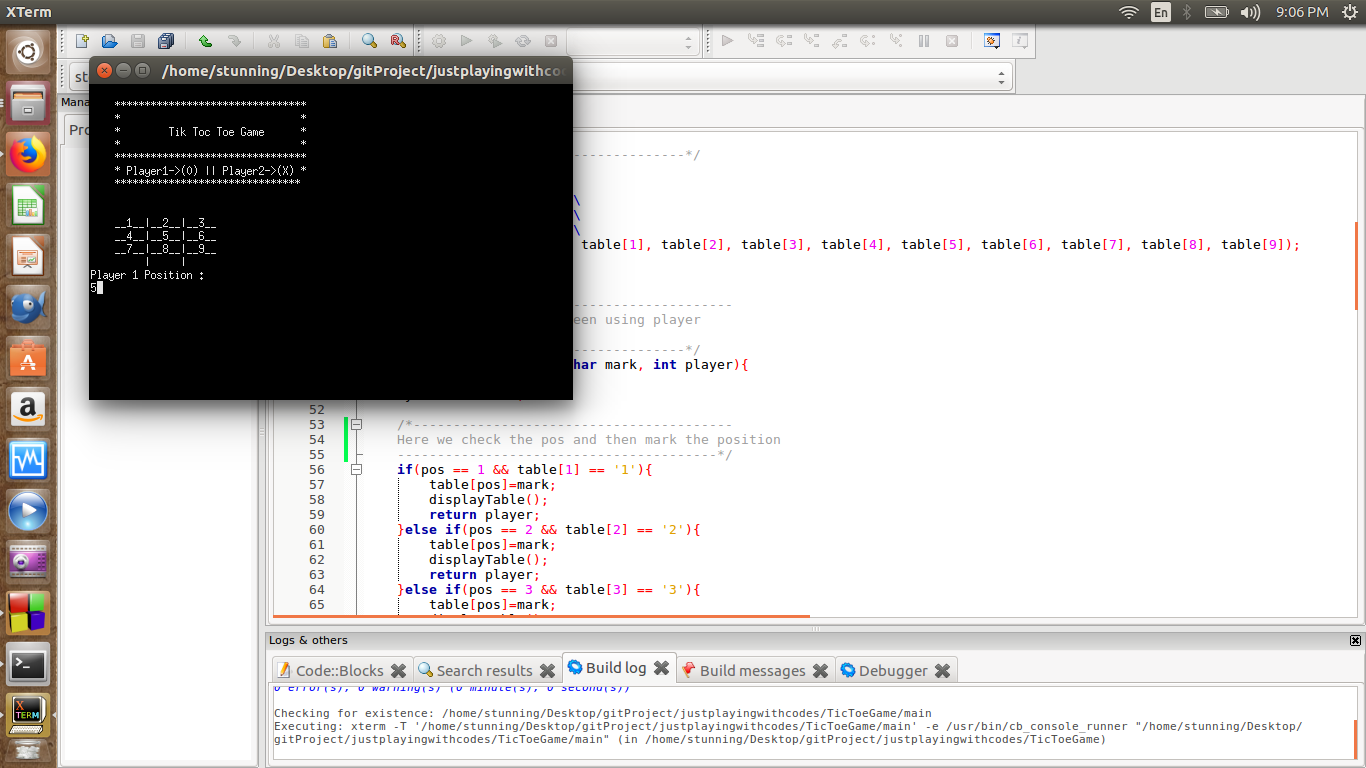 XTerm
En
9:06 PM
/home/stunning/Desktop/gitProject/justplayingwithco
st
Mana
Pro
********************************
* *
* Tik Toc Toe Game *
* *
********************************
* Player1->(O) || Player2->(X) *
*******************************
__1__|__2__|__3__
__4__|__5__|__6__
__7__|__8__|__9__
| |
Player 1 Position :
5
----------------*/
\
\
\
table[1], table[2], table[3], table[4], table[5], table[6], table[7], table[8], table[9]);
--------------------
een using player
----------------*/
har mark, int player){
52
53 /*----------------------------------------
54 Here we check the pos and then mark the position
55 ----------------------------------------*/
56 if(pos == 1 && table[1] == '1'){
57 table[pos]=mark;
58 displayTable();
59 return player;
60 }else if(pos == 2 && table[2] == '2'){
61 table[pos]=mark;
62 displayTable();
63 return player;
64 }else if(pos == 3 && table[3] == '3'){
65 table[pos]=mark;
Logs & others
Code::Blocks
Search results
Build log
Build messages
Debugger
0 error(s), 0 warning(s) (0 minute(s), 0 second(s))
Checking for existence: /home/stunning/Desktop/gitProject/justplayingwithcodes/TicToeGame/main
Executing: xterm -T '/home/stunning/Desktop/gitProject/justplayingwithcodes/TicToeGame/main' -e /usr/bin/cb_console_runner "/home/stunning/Desktop/
gitProject/justplayingwithcodes/TicToeGame/main" (in /home/stunning/Desktop/gitProject/justplayingwithcodes/TicToeGame)
X
TERM